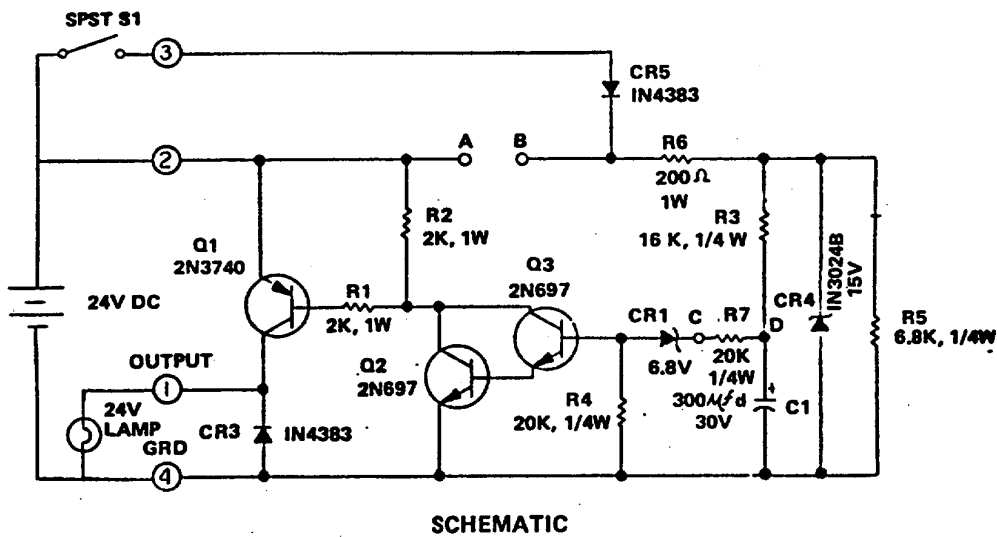 SPST S1
3
CR5
IN4383
2
A
B
R6
200Ω
1W
R2
2K, 1W
R3
16 K, 1/4 W
Q1
2N3740
Q3
2N697
IN3024B
15V
24V DC
R1
2K, 1W
CR1
C
R7
D
CR4
R5
6.8K, 1/4W
6.8V
20K
1/4W
OUTPUT
1
Q2
2N697
R4
20K, 1/4W
300μfd
30V
+
C1
24V
LAMP
GRD
CR3
IN4383
4
SCHEMATIC